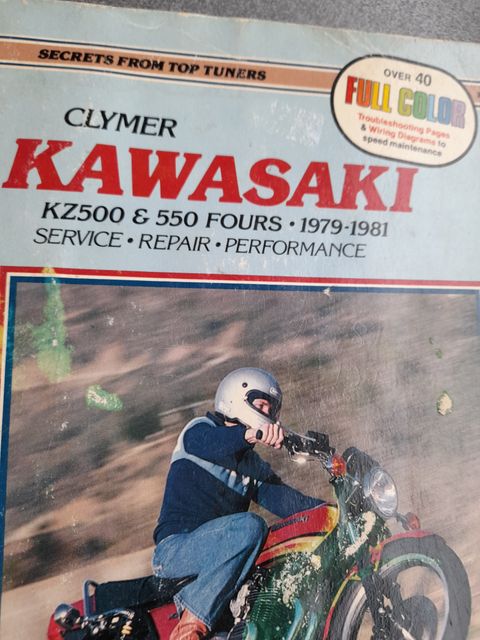 SECRETS FROM TOP TUNERS
OVER 40
FULL COLOR
Troubleshooting Pages
& Wiring Diagrams to
speed maintenance
CLYMER
KAWASAKI
KZ500 & 550 FOURS • 1979-1981
SERVICE • REPAIR • PERFORMANCE